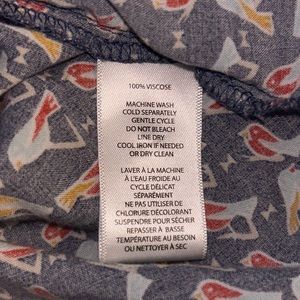 100% VISCOSE
MACHINE WASH
COLD SEPARATELY
GENTLE CYCLE
DO NOT BLEACH
LINE DRY
COOL IRON IF NEEDED
OR DRY CLEAN
LAVER À LA MACHINE
À L'EAU FROIDE AU
CYCLE DÉLICAT
SÉPARÉMENT
NE PAS UTILISER DE
CHLORURE DÉCOLORANT
SUSPENDRE POUR SÉCHER
REPASSER À BASSE
TEMPÉRATURE AU BESOIN
OU NETTOYER À SEC